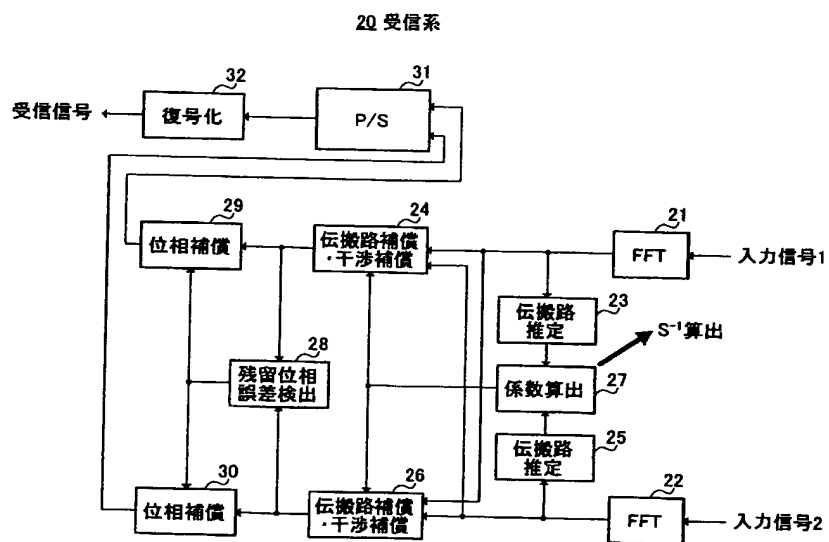 20 受信系
32
31
受信信号
復号化
P/S
29
24
21
位相補償
伝搬路補償
・干渉補償
FFT
入力信号1
23
伝搬路
推定
S⁻¹算出
28
残留位相
誤差検出
係数算出
27
25
伝搬路
推定
30
26
22
位相補償
伝搬路補償
・干渉補償
FFT
入力信号2